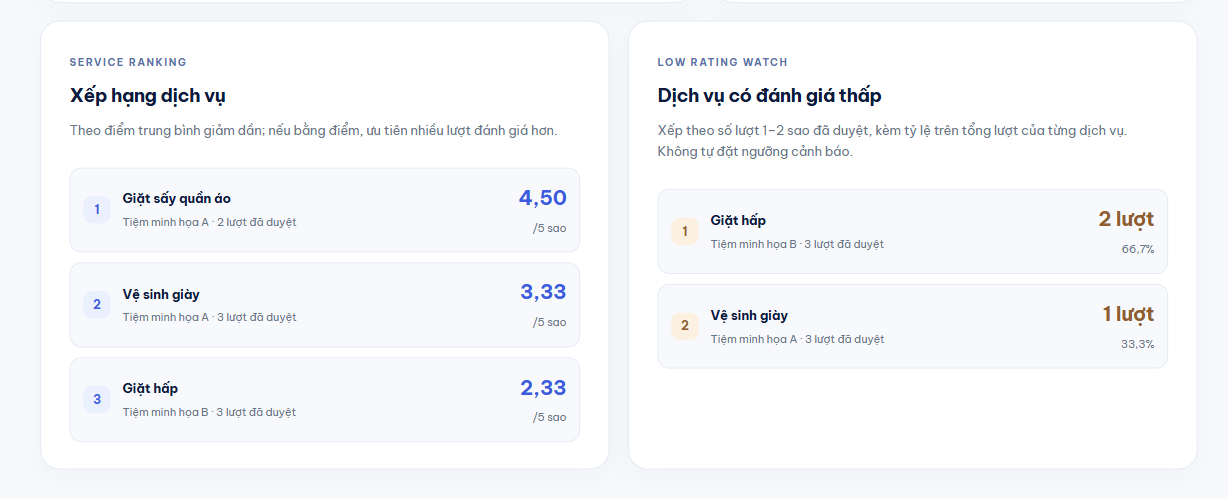 SERVICE RANKING
Xếp hạng dịch vụ
Theo điểm trung bình giảm dần; nếu bằng điểm, ưu tiên nhiều lượt đánh giá hơn.
1
Giặt sấy quần áo
Tiệm minh họa A · 2 lượt đã duyệt
4,50
/5 sao
2
Vệ sinh giày
Tiệm minh họa A · 3 lượt đã duyệt
3,33
/5 sao
3
Giặt hấp
Tiệm minh họa B · 3 lượt đã duyệt
2,33
/5 sao
LOW RATING WATCH
Dịch vụ có đánh giá thấp
Xếp theo số lượt 1–2 sao đã duyệt, kèm tỷ lệ trên tổng lượt của từng dịch vụ.
Không tự đặt ngưỡng cảnh báo.
1
Giặt hấp
Tiệm minh họa B · 3 lượt đã duyệt
2 lượt
66,7%
2
Vệ sinh giày
Tiệm minh họa A · 3 lượt đã duyệt
1 lượt
33,3%